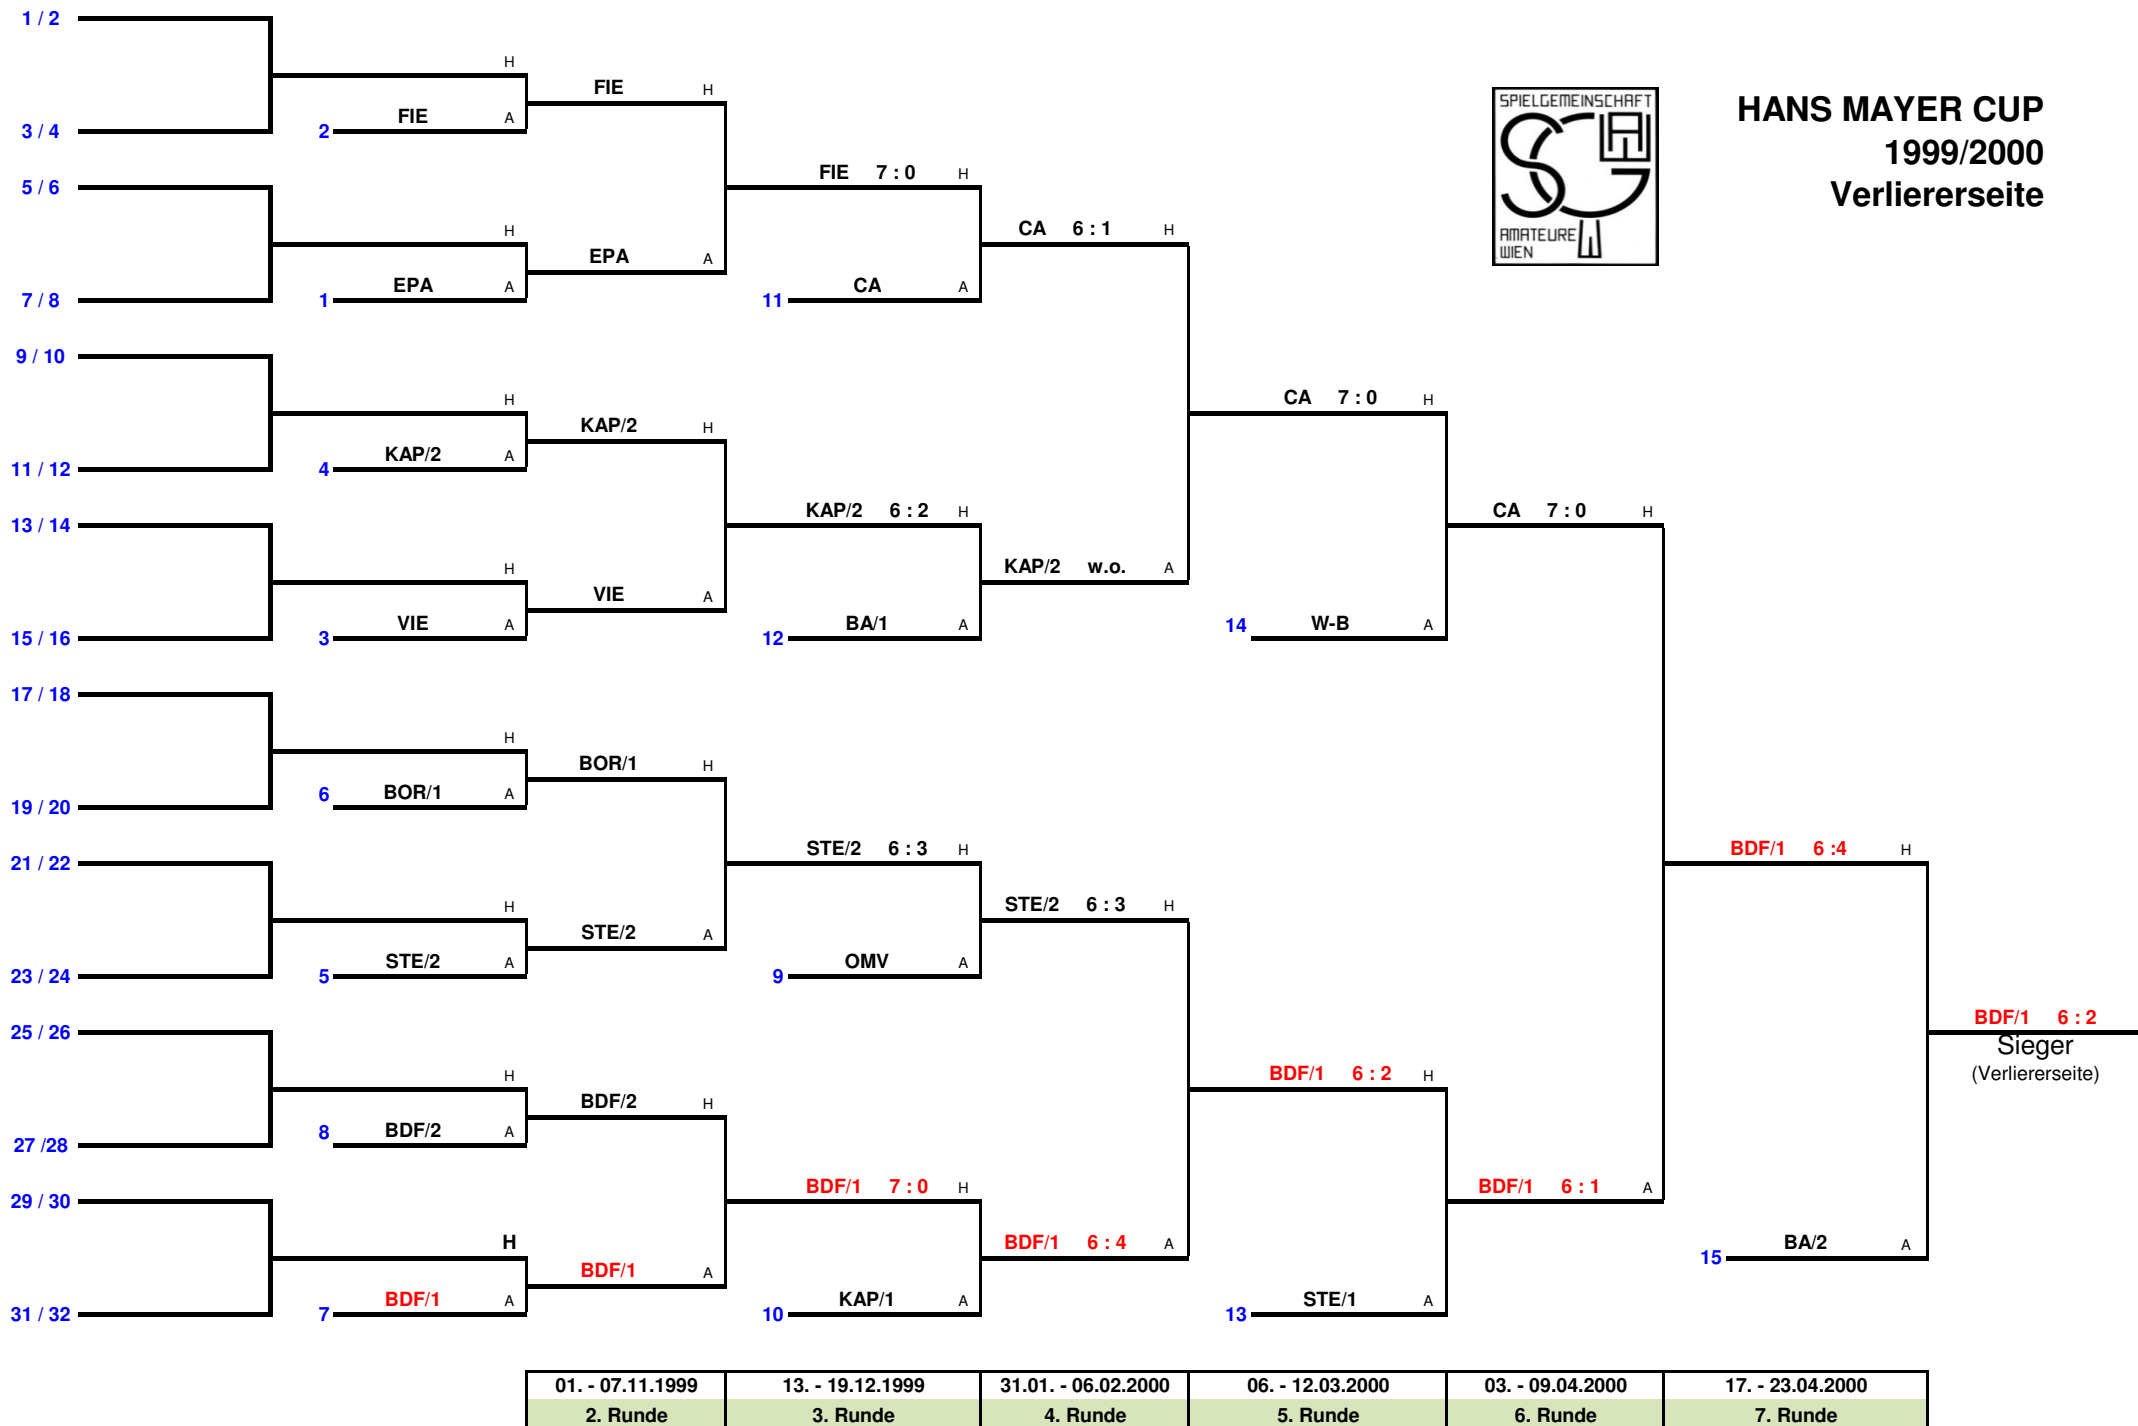 1 / 2
H
FIE H
3 / 4 2 FIE A
SPIELGEMEINSCHAFT
AMATEURE
WIEN
HANS MAYER CUP
1999/2000
Verliererseite
FIE 7 : 0 H
5 / 6
H CA 6 : 1 H
EPA A
7 / 8 1 EPA A 11 CA A
9 / 10
H CA 7 : 0 H
KAP/2 H
11 / 12 4 KAP/2 A
KAP/2 6 : 2 H CA 7 : 0 H
13 / 14
H KAP/2 w.o. A
VIE A
15 / 16 3 VIE A 12 BA/1 A 14 W-B A
17 / 18
H
BOR/1 H
19 / 20 6 BOR/1 A
STE/2 6 : 3 H BDF/1 6 :4 H
21 / 22
H STE/2 6 : 3 H
STE/2 A
23 / 24 5 STE/2 A 9 OMV A
25 / 26 BDF/1 6 : 2
Sieger
(Verliererseite)
H BDF/1 6 : 2 H
BDF/2 H
27 /28 8 BDF/2 A
BDF/1 7 : 0 H BDF/1 6 : 1 A
29 / 30
H BDF/1 6 : 4 A 15 BA/2 A
BDF/1 A
31 / 32 7 BDF/1 A 10 KAP/1 A 13 STE/1 A
01. - 07.11.1999 13. - 19.12.1999 31.01. - 06.02.2000 06. - 12.03.2000 03. - 09.04.2000 17. - 23.04.2000
2. Runde 3. Runde 4. Runde 5. Runde 6. Runde 7. Runde